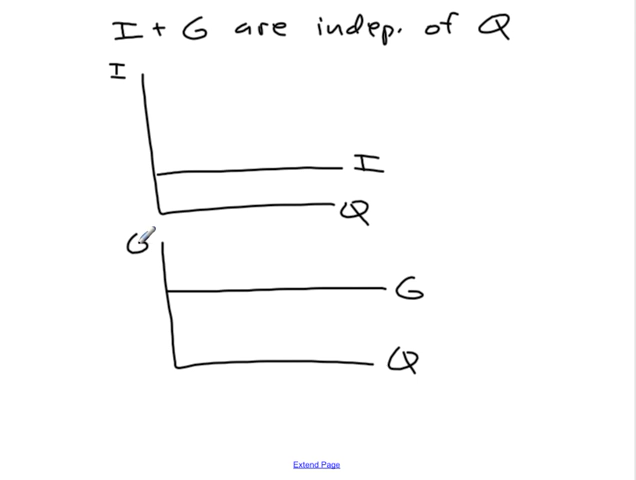 I + G are indep. of Q
I
I
Q
G
G
Q
Extend Page